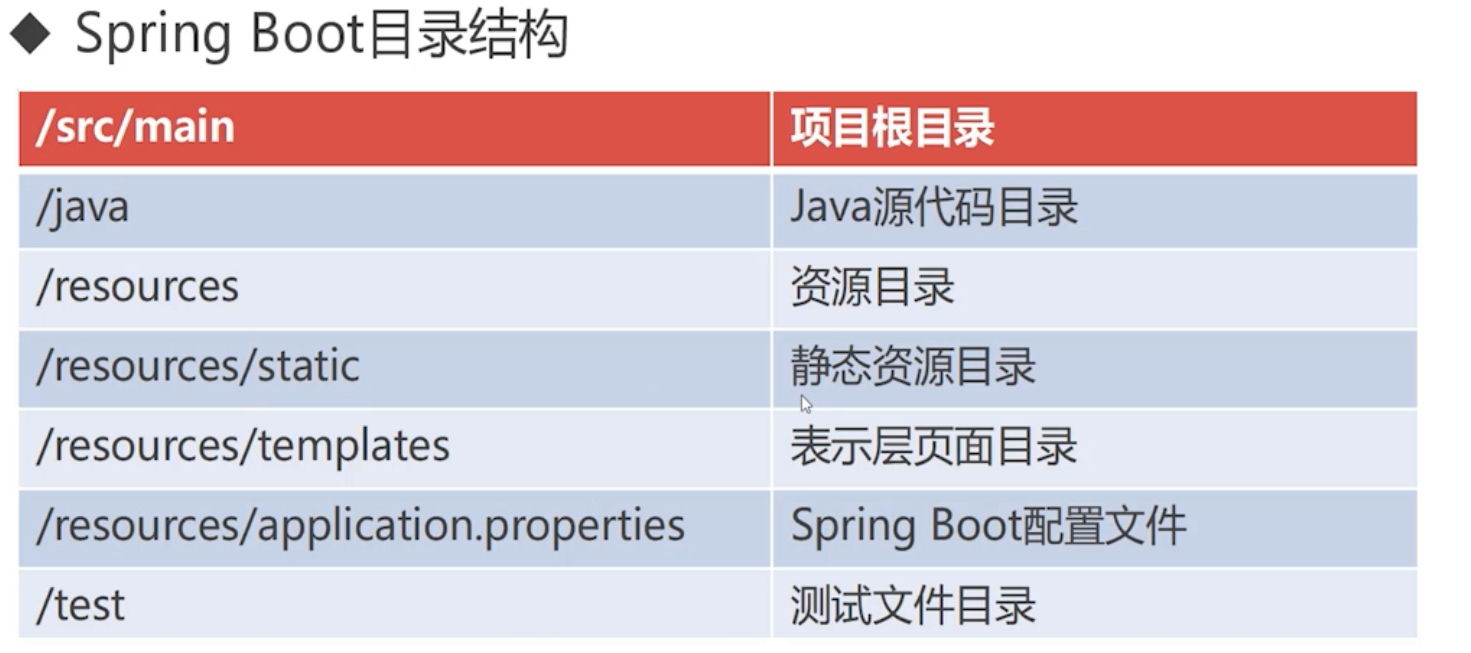 ◆ Spring Boot目录结构
/src/main 项目根目录
/java Java源代码目录
/resources 资源目录
/resources/static 静态资源目录
/resources/templates 表示层页面目录
/resources/application.properties Spring Boot配置文件
/test 测试文件目录